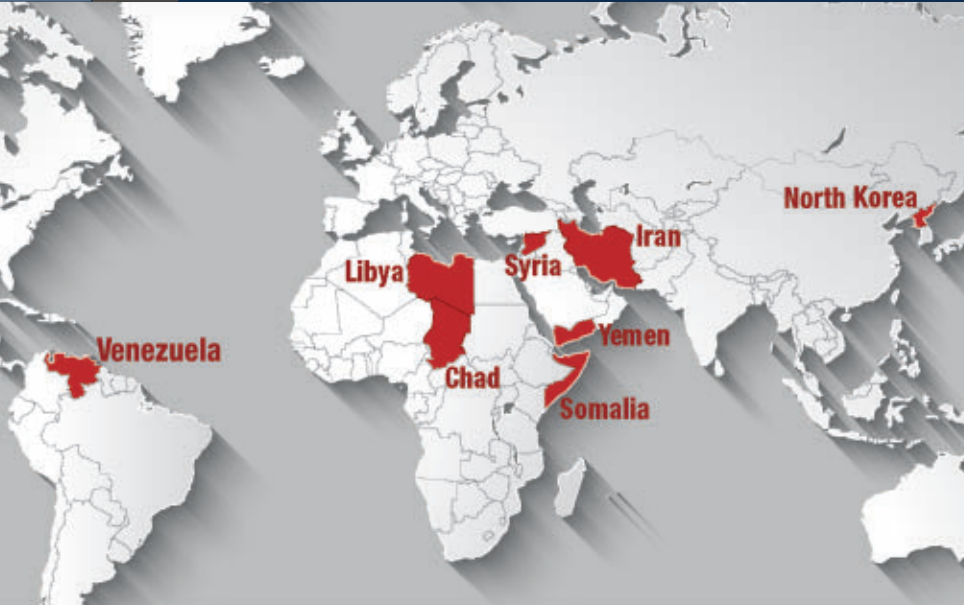 North Korea
Iran
Syria
Libya
Yemen
Venezuela
Chad
Somalia